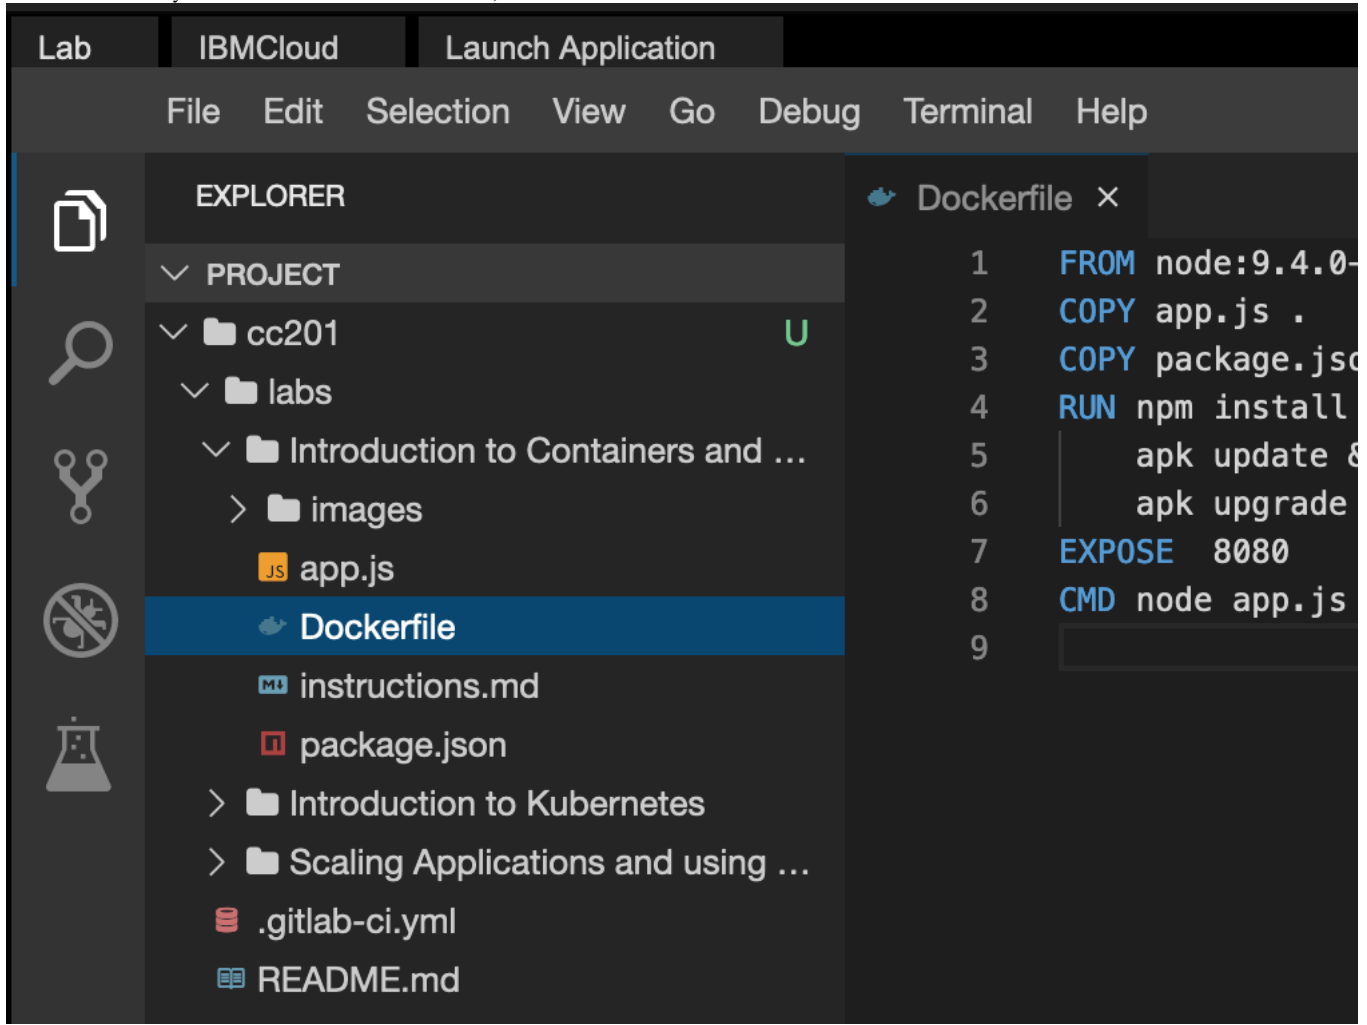 Lab IBMCloud Launch Application
File Edit Selection View Go Debug Terminal Help
EXPLORER
PROJECT
cc201 U
labs
Introduction to Containers and ...
images
JS app.js
Dockerfile
M↓ instructions.md
package.json
Introduction to Kubernetes
Scaling Applications and using ...
.gitlab-ci.yml
README.md
Dockerfile ×
1 FROM node:9.4.0-
2 COPY app.js .
3 COPY package.jso
4 RUN npm install
5 apk update &
6 apk upgrade
7 EXPOSE 8080
8 CMD node app.js
9